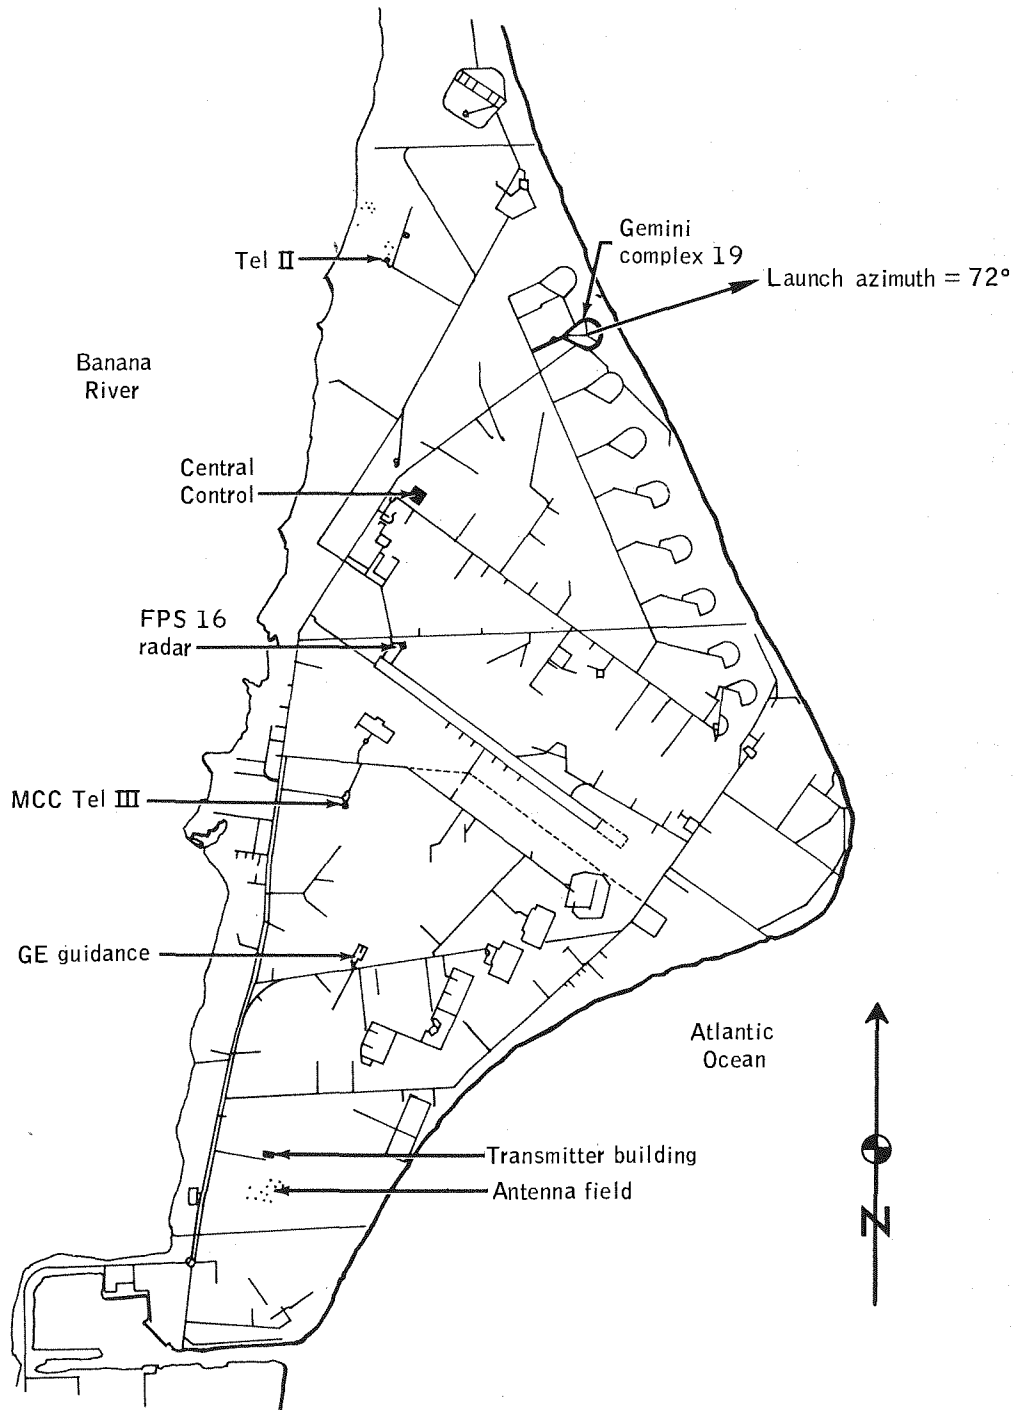 Gemini
complex 19
Tel II
Launch azimuth = 72°
Banana
River
Central
Control
FPS 16
radar
MCC Tel III
GE guidance
Atlantic
Ocean
Transmitter building
Antenna field
N